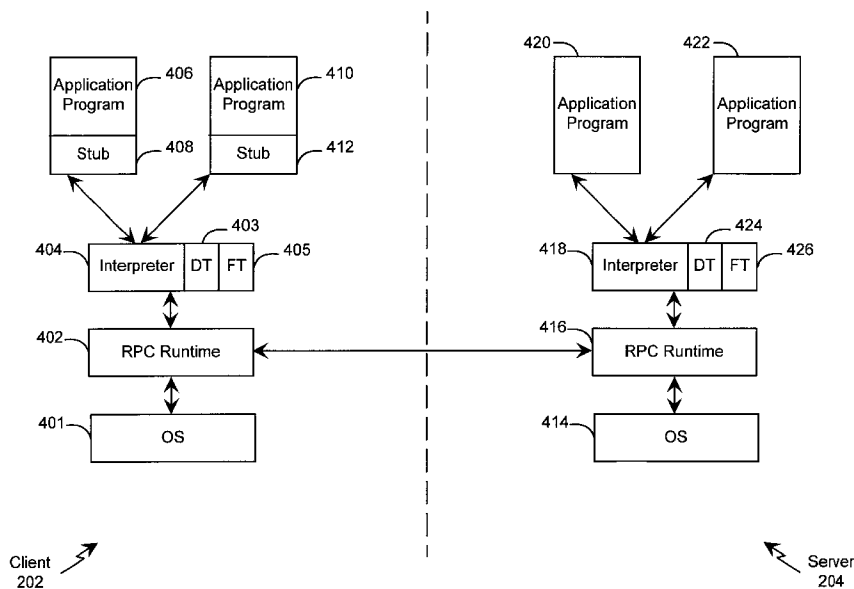 420
422
406
410
Application
Program
Application
Program
Application
Program
Application
Program
408
412
Stub
Stub
403
424
404
405
418
426
Interpreter
DT
FT
Interpreter
DT
FT
402
416
RPC Runtime
RPC Runtime
401
414
OS
OS
Client
202
Server
204